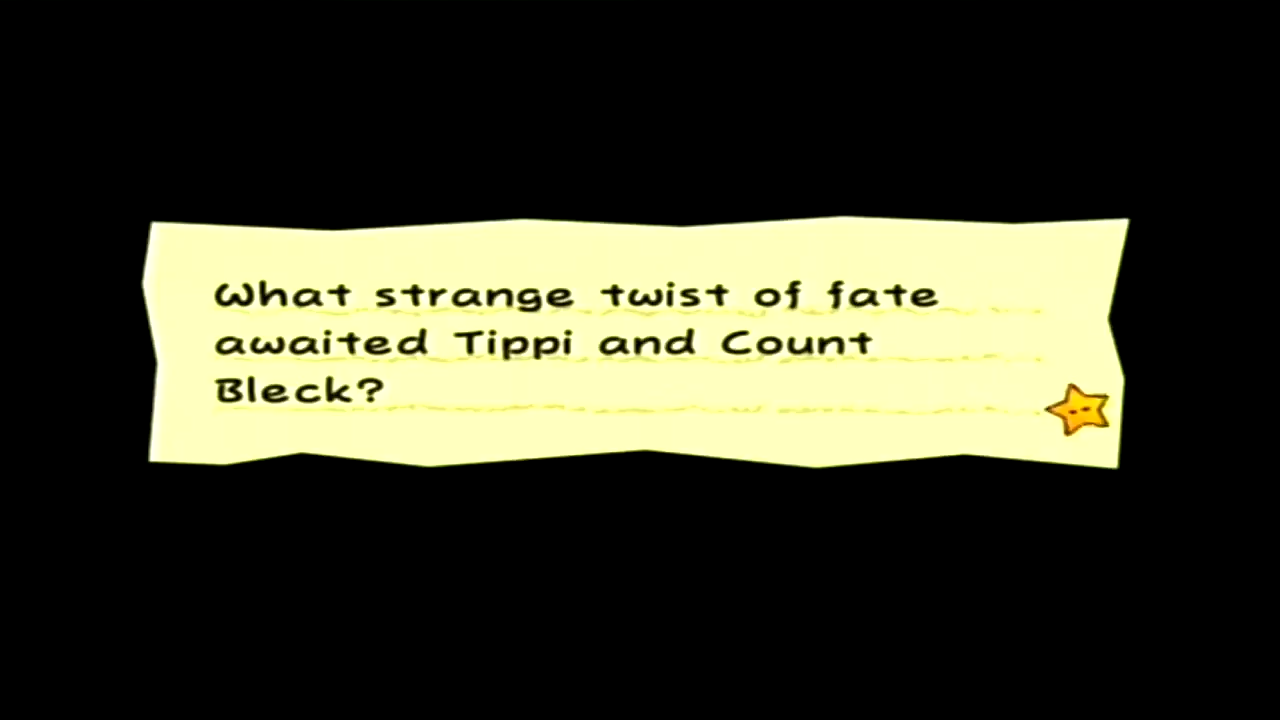 What strange twist of fate
awaited Tippi and Count
Bleck?